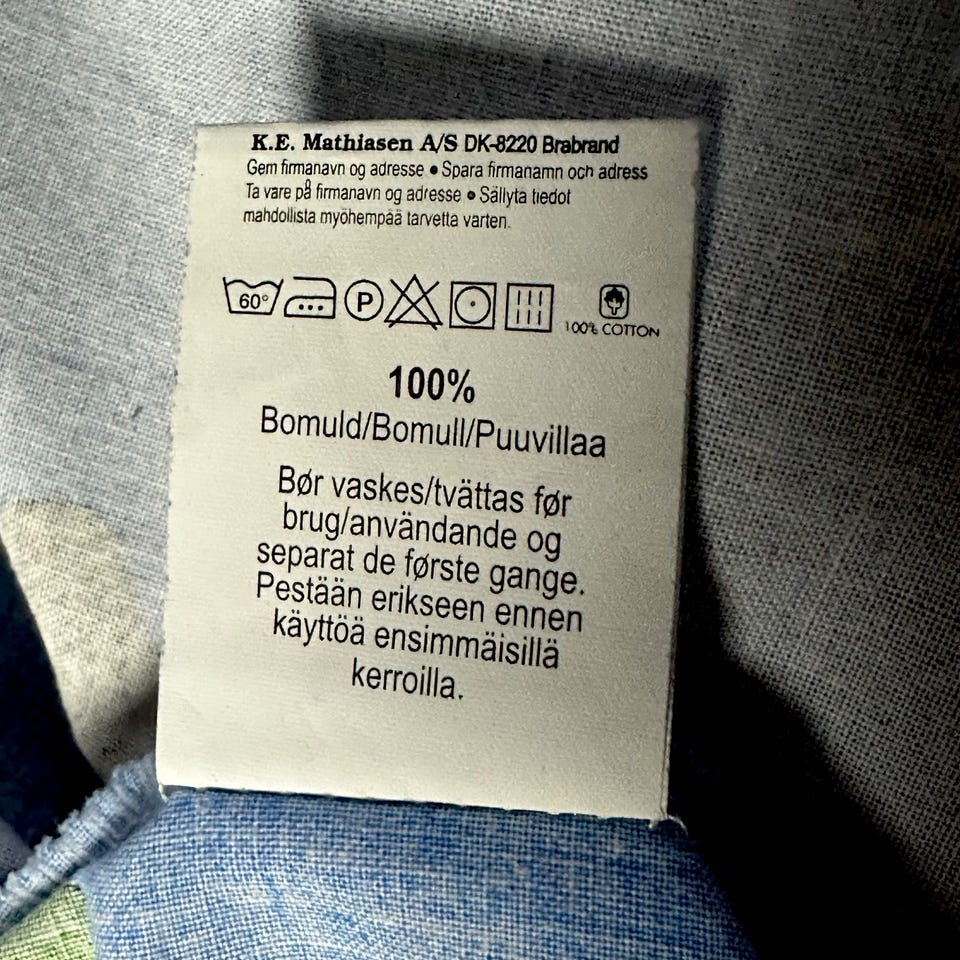 K.E. Mathiasen A/S DK-8220 Brabrand
Gem firmanavn og adresse • Spara firmanamn och adress
Ta vare på firmanavn og adresse • Sällyta tiedot
mahdollista myöhempää tarvetta varten.
60° P 100% COTTON
100%
Bomuld/Bomull/Puuvillaa
Bør vaskes/tvättas før
brug/användande og
separat de første gange.
Pestään erikseen ennen
käyttöä ensimmäisillä
kerroilla.